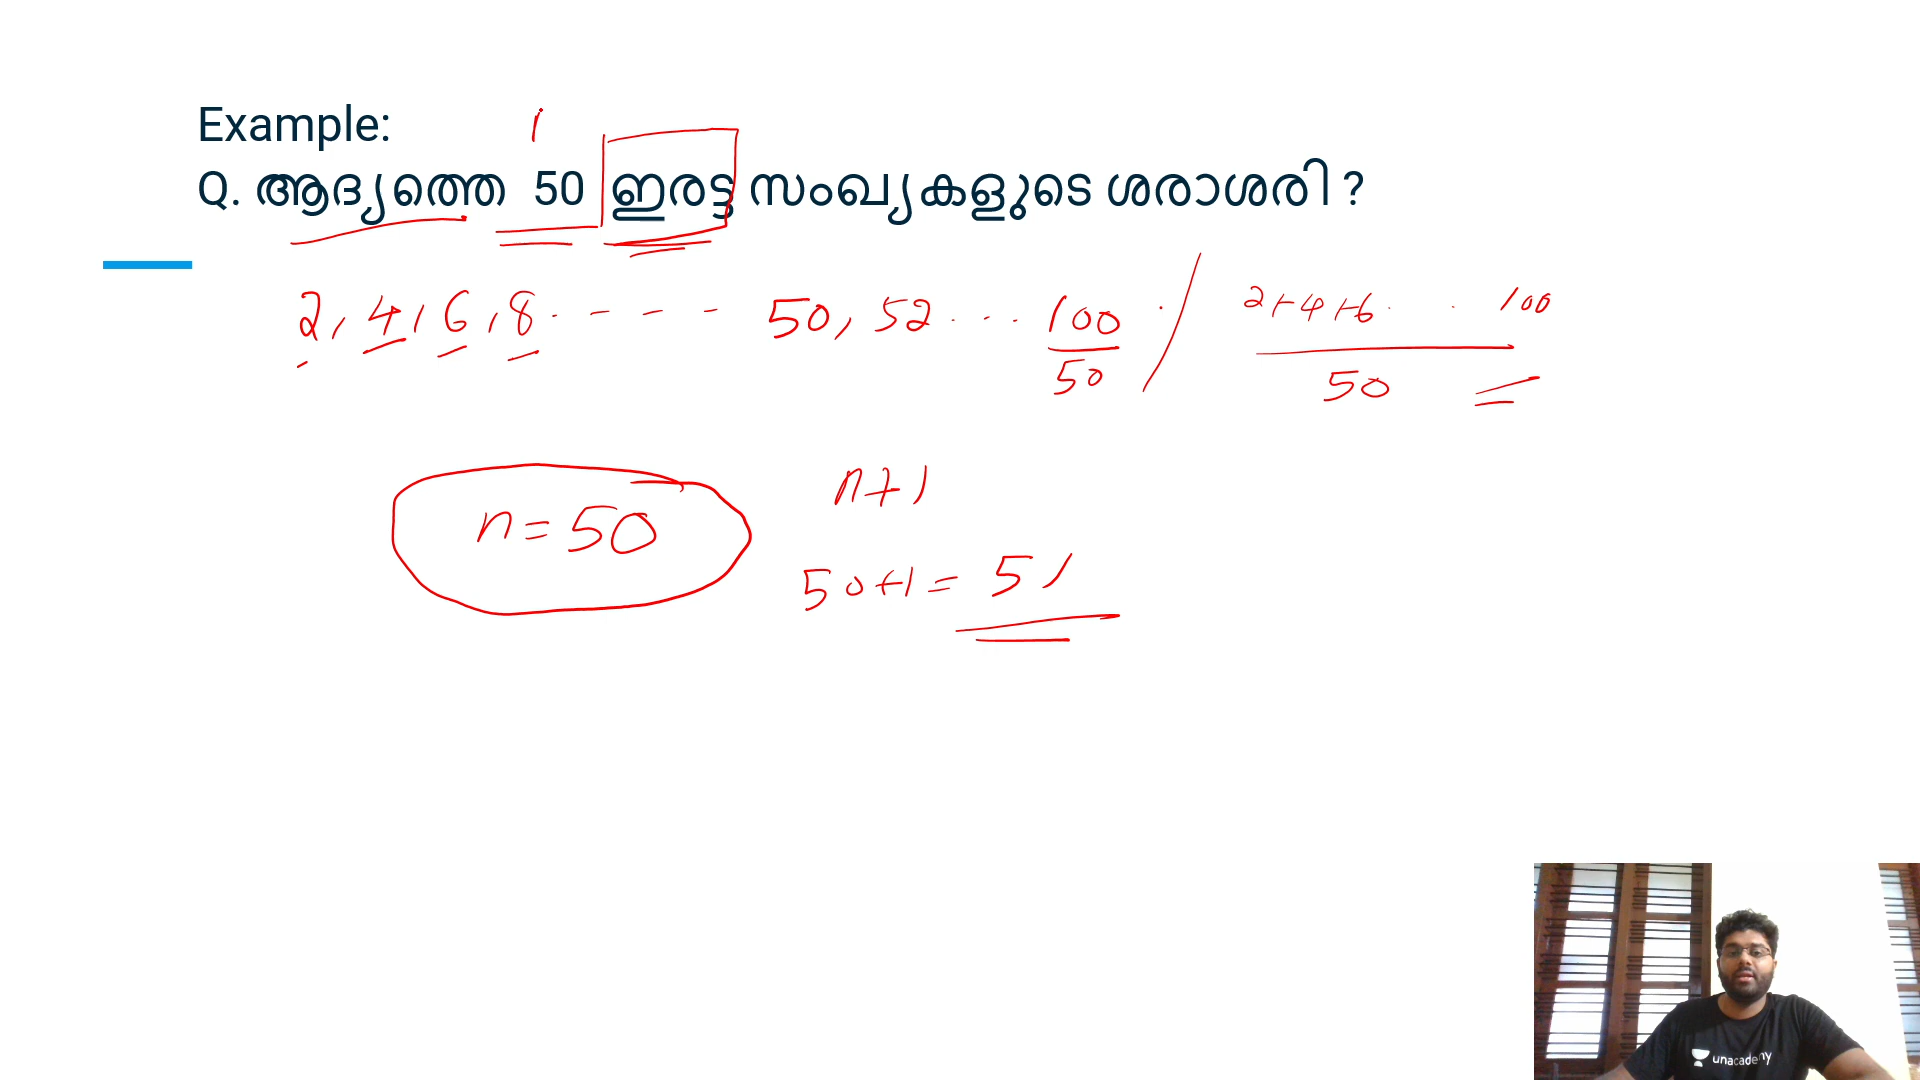 Example:
Q. ആദ്യത്തെ 50 ഇരട്ട സംഖ്യകളുടെ ശരാശരി ?
2, 4, 6, 8 - - - - 50, 52 ... 100 / 2+4+6 . . 100
50 50
n = 50
n+1
50+1 = 51
unacademy